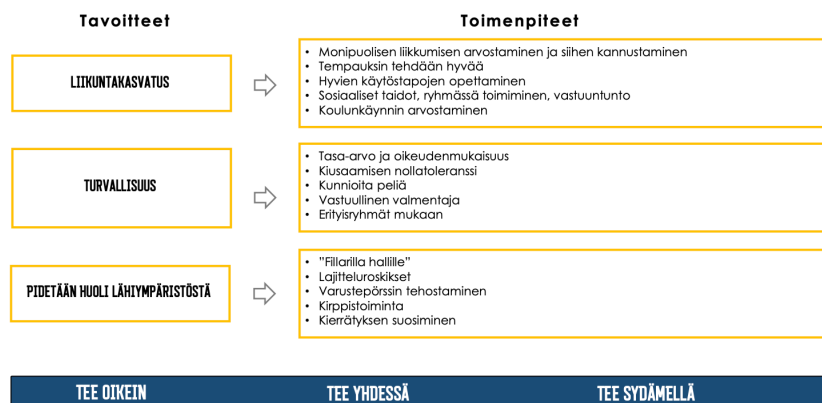 Tavoitteet
Toimenpiteet
LIIKUNTAKASVATUS
• Monipuolisen liikkumisen arvostaminen ja siihen kannustaminen
• Tempauksin tehdään hyvää
• Hyvien käytöstapojen opettaminen
• Sosiaaliset taidot, ryhmässä toimiminen, vastuuntunto
• Koulunkäynnin arvostaminen
TURVALLISUUS
• Tasa-arvo ja oikeudenmukaisuus
• Kiusaamisen nollatoleranssi
• Kunnioita peliä
• Vastuullinen valmentaja
• Erityisryhmät mukaan
PIDETÄÄN HUOLI LÄHIYMPÄRISTÖSTÄ
• ”Fillarilla hallille”
• Lajitteluroskikset
• Varustepörssin tehostaminen
• Kirppistoiminta
• Kierrätyksen suosiminen
TEE OIKEIN
TEE YHDESSÄ
TEE SYDÄMELLÄ